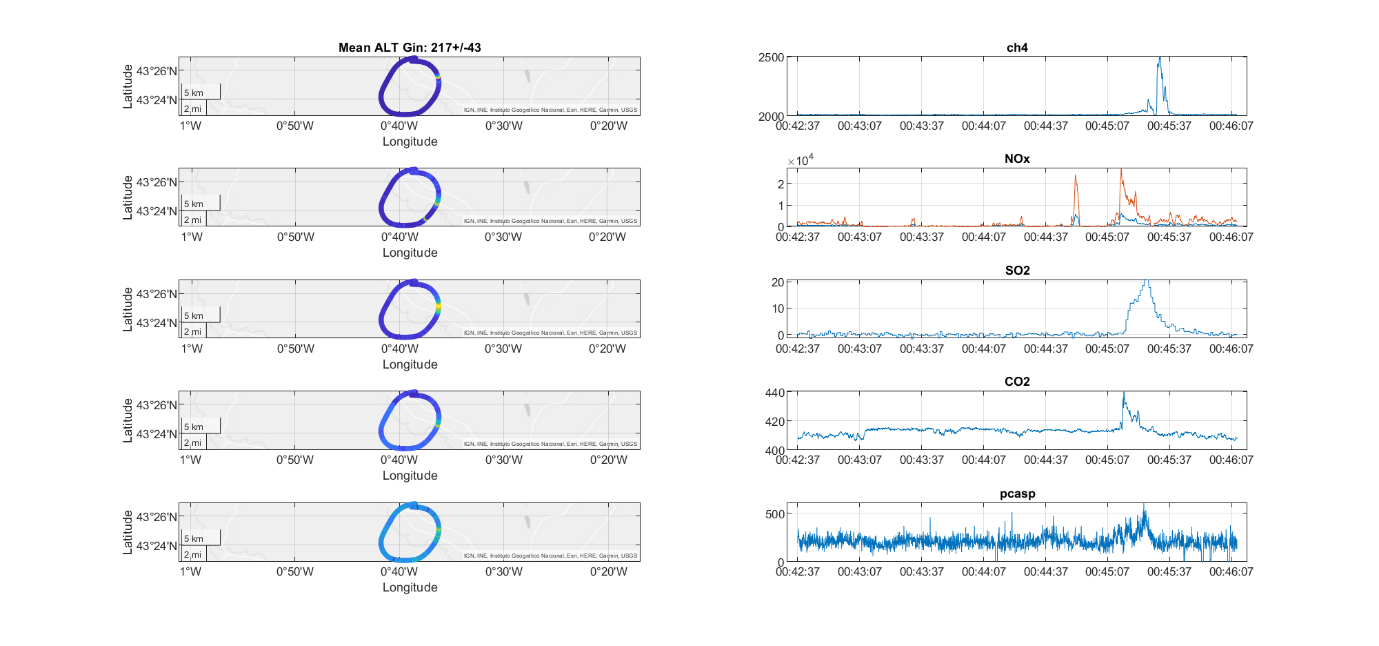 Mean ALT Gin: 217+/-43
Latitude
43°26'N
43°24'N
5 km
2 mi
IGN, INE, Instituto Geográfico Nacional, Esri, HERE, Garmin, USGS
1°W 0°50'W 0°40'W 0°30'W 0°20'W
Longitude
Latitude
43°26'N
43°24'N
5 km
2 mi
IGN, INE, Instituto Geográfico Nacional, Esri, HERE, Garmin, USGS
1°W 0°50'W 0°40'W 0°30'W 0°20'W
Longitude
Latitude
43°26'N
43°24'N
5 km
2 mi
IGN, INE, Instituto Geográfico Nacional, Esri, HERE, Garmin, USGS
1°W 0°50'W 0°40'W 0°30'W 0°20'W
Longitude
Latitude
43°26'N
43°24'N
5 km
2 mi
IGN, INE, Instituto Geográfico Nacional, Esri, HERE, Garmin, USGS
1°W 0°50'W 0°40'W 0°30'W 0°20'W
Longitude
Latitude
43°26'N
43°24'N
5 km
2 mi
IGN, INE, Instituto Geográfico Nacional, Esri, HERE, Garmin, USGS
1°W 0°50'W 0°40'W 0°30'W 0°20'W
Longitude
ch4
2500
2000
00:42:37 00:43:07 00:43:37 00:44:07 00:44:37 00:45:07 00:45:37 00:46:07
NOx
×10⁴
2
1
0
00:42:37 00:43:07 00:43:37 00:44:07 00:44:37 00:45:07 00:45:37 00:46:07
SO2
20
10
0
00:42:37 00:43:07 00:43:37 00:44:07 00:44:37 00:45:07 00:45:37 00:46:07
CO2
440
420
400
00:42:37 00:43:07 00:43:37 00:44:07 00:44:37 00:45:07 00:45:37 00:46:07
pcasp
500
0
00:42:37 00:43:07 00:43:37 00:44:07 00:44:37 00:45:07 00:45:37 00:46:07